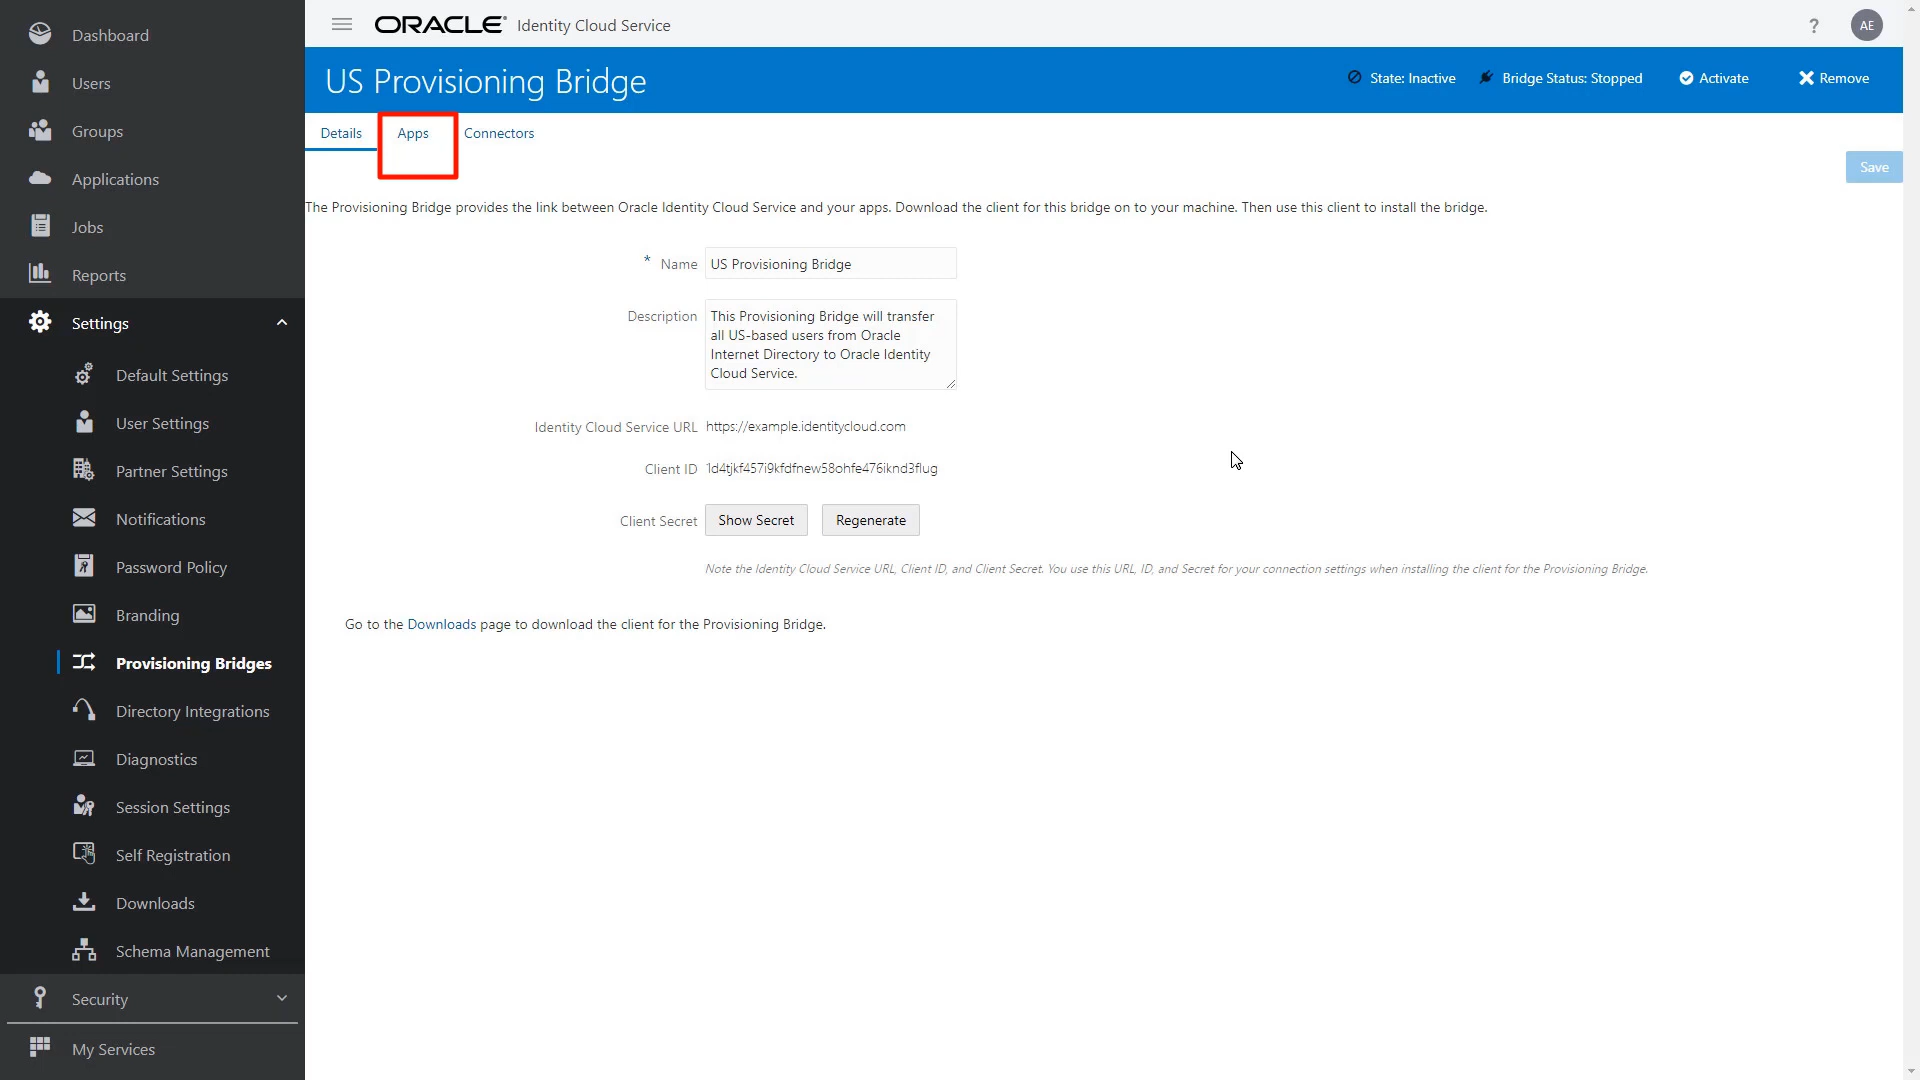 Dashboard
Users
Groups
Applications
Jobs
Reports
Settings
Default Settings
User Settings
Partner Settings
Notifications
Password Policy
Branding
Provisioning Bridges
Directory Integrations
Diagnostics
Session Settings
Self Registration
Downloads
Schema Management
Security
My Services
ORACLE® Identity Cloud Service
? AE
US Provisioning Bridge
State: Inactive Bridge Status: Stopped Activate Remove
Details Apps Connectors
Save
The Provisioning Bridge provides the link between Oracle Identity Cloud Service and your apps. Download the client for this bridge on to your machine. Then use this client to install the bridge.
* Name US Provisioning Bridge
Description This Provisioning Bridge will transfer
all US-based users from Oracle
Internet Directory to Oracle Identity
Cloud Service.
Identity Cloud Service URL https://example.identitycloud.com
Client ID 1d4tjkf457i9kfdfnew58ohfe476iknd3flug
Client Secret Show Secret Regenerate
Note the Identity Cloud Service URL, Client ID, and Client Secret. You use this URL, ID, and Secret for your connection settings when installing the client for the Provisioning Bridge.
Go to the Downloads page to download the client for the Provisioning Bridge.